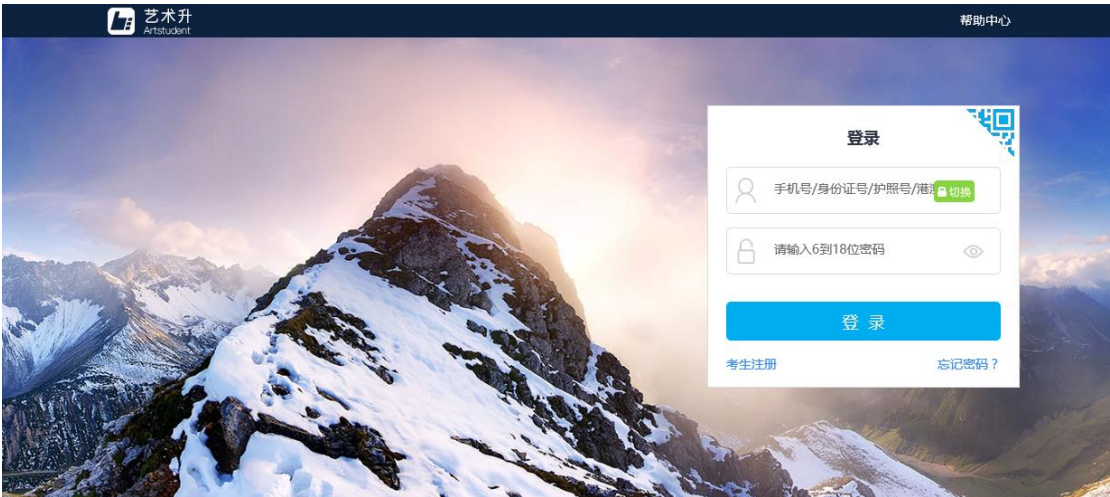 艺术升
Artstudent
帮助中心
登录
手机号/身份证号/护照号/港
切换
请输入6到18位密码
登 录
考生注册
忘记密码？